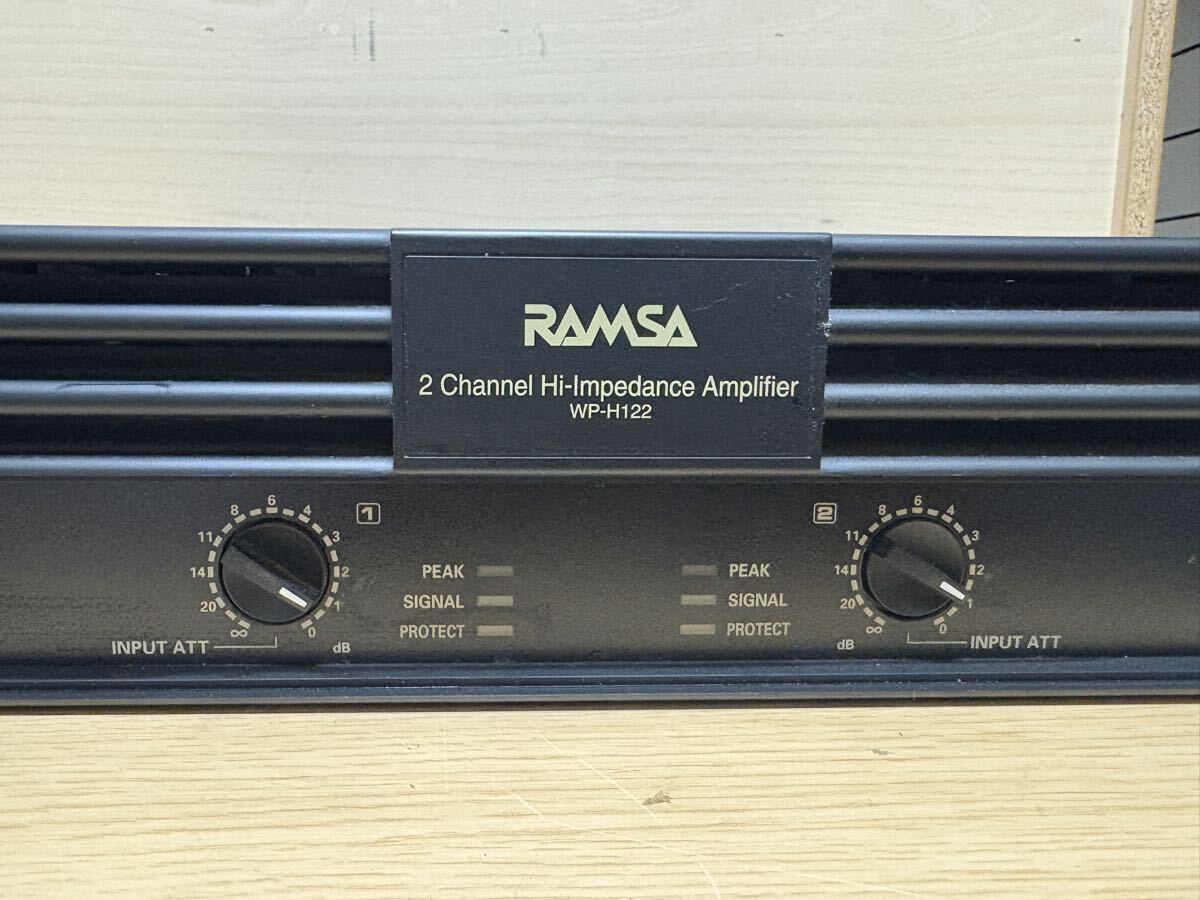 RAMSA
2 Channel Hi-Impedance Amplifier
WP-H122
1
∞ 20 14 11 8 6 4 3 2 1 0
dB
INPUT ATT
PEAK
SIGNAL
PROTECT
2
PEAK
SIGNAL
PROTECT
∞ 20 14 11 8 6 4 3 2 1 0
dB
INPUT ATT